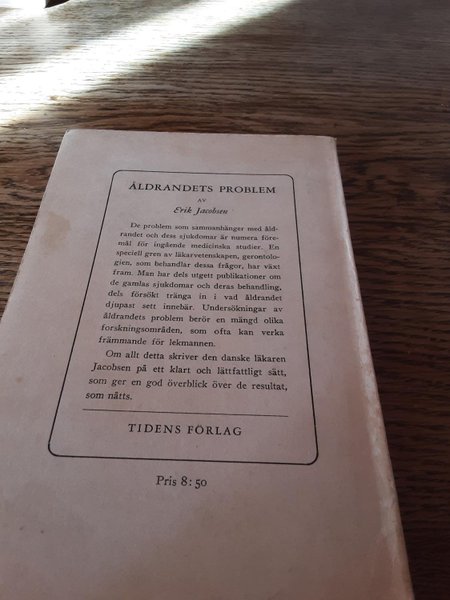 ÅLDRANDETS PROBLEM
AV
Erik Jacobsen
De problem som sammanhänger med åld-
randet och dess sjukdomar är numera före-
mål för ingående medicinska studier. En
speciell gren av läkarvetenskapen, gerontolo-
gien, som behandlar dessa frågor, har växt
fram. Man har dels utgett publikationer om
de gamlas sjukdomar och deras behandling,
dels försökt tränga in i vad åldrandet
djupast sett innebär. Undersökningar av
åldrandets problem berör en mängd olika
forskningsområden, som ofta kan verka
främmande för lekmannen.
Om allt detta skriver den danske läkaren
Jacobsen på ett klart och lättfattligt sätt,
som ger en god överblick över de resultat,
som nåtts.
TIDENS FÖRLAG
Pris 8:50